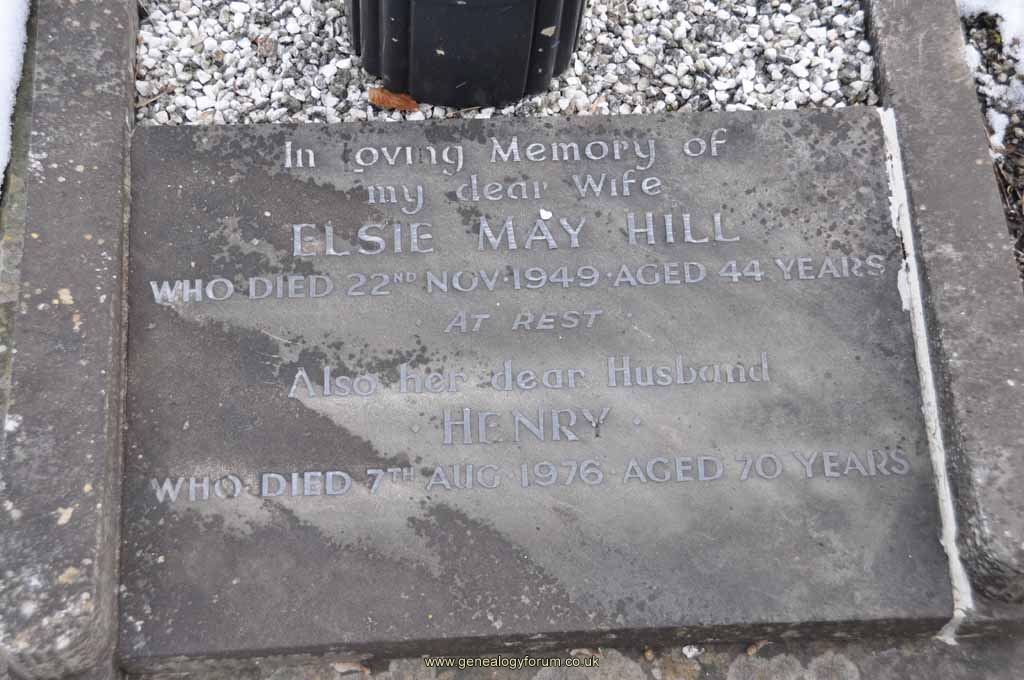 In Loving Memory of
my dear Wife
ELSIE MAY HILL
WHO DIED 22ND NOV·1949·AGED 44 YEARS
· AT REST ·
Also her dear Husband
· HENRY ·
WHO DIED 7TH AUG·1976·AGED 70 YEARS
www.genealogyforum.co.uk